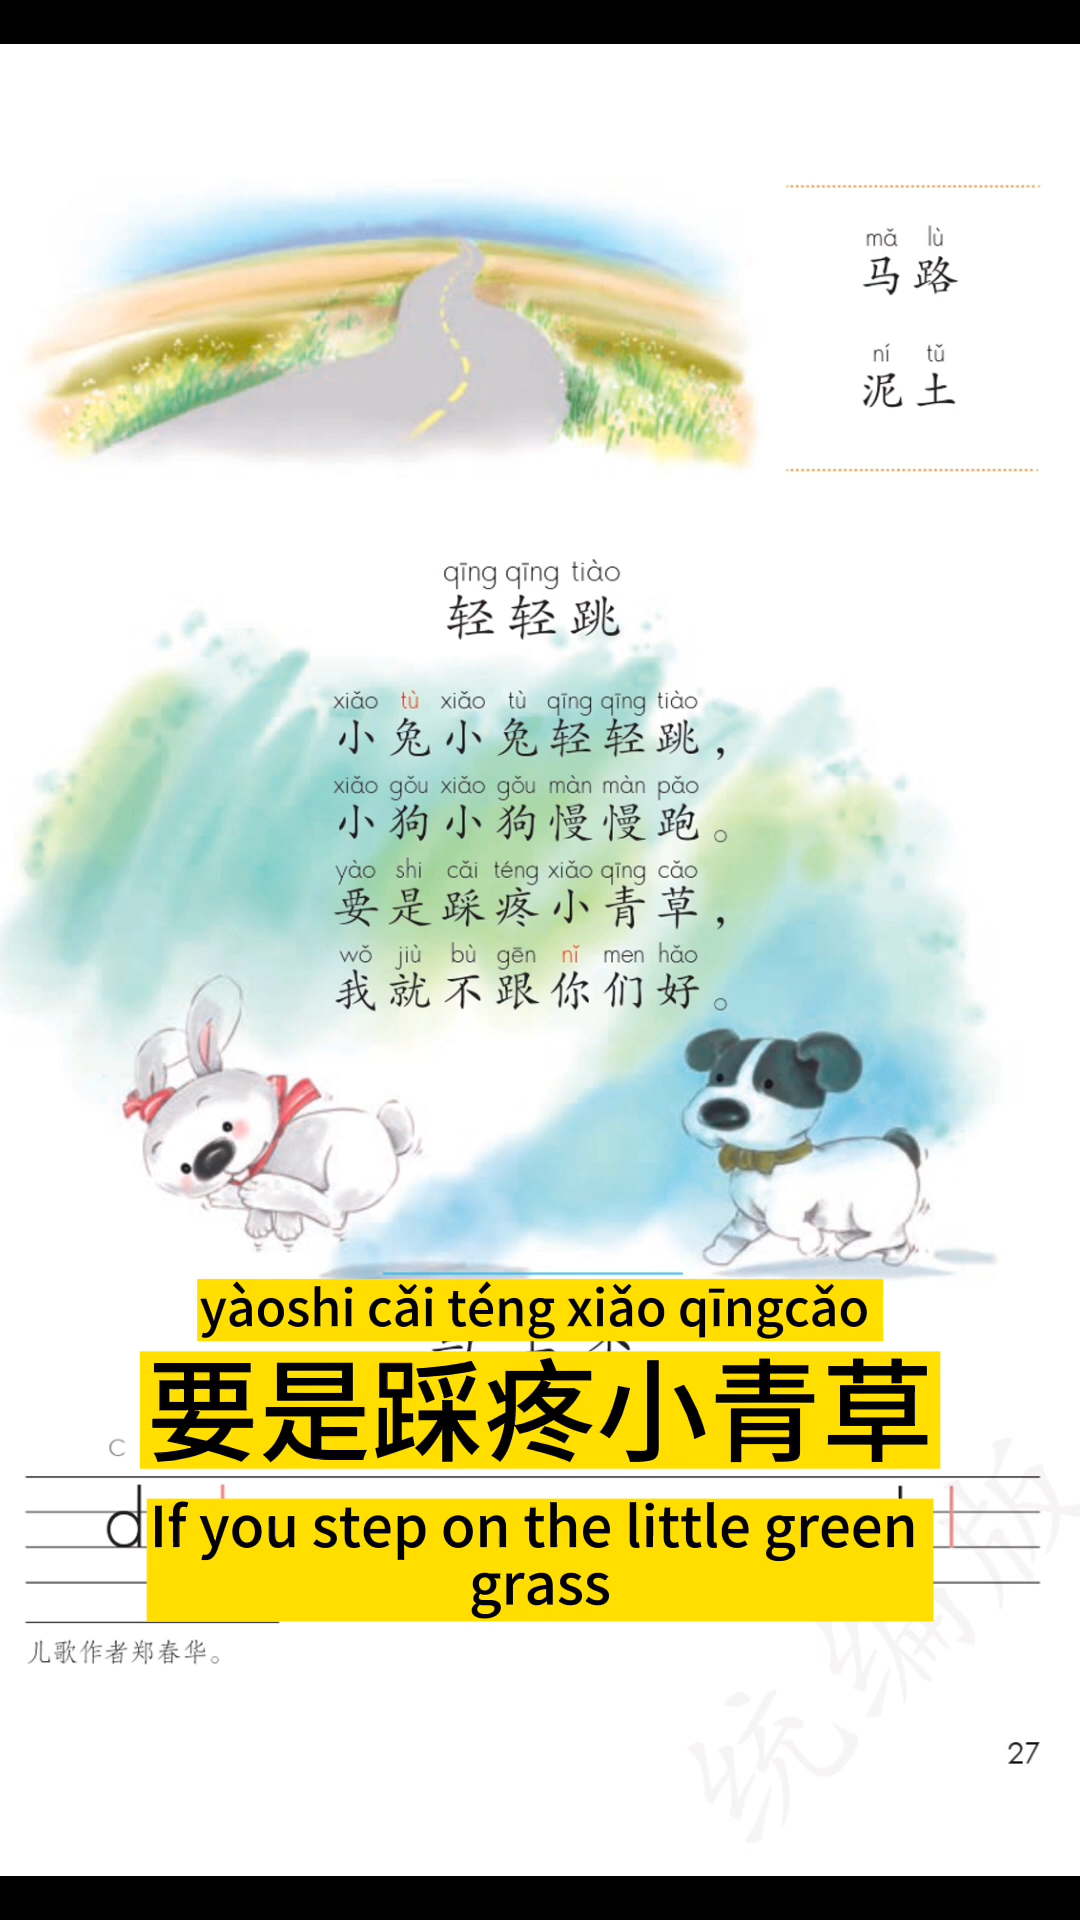 mǎ lù
马路
ní tǔ
泥土
qīng qīng tiào
轻轻跳
xiǎo tù xiǎo tù qīng qīng tiào
小兔小兔轻轻跳，
xiǎo gǒu xiǎo gǒu màn màn pǎo
小狗小狗慢慢跑。
yào shi cǎi téng xiǎo qīng cǎo
要是踩疼小青草，
wǒ jiù bù gēn nǐ men hǎo
我就不跟你们好。
yàoshi cǎi téng xiǎo qīngcǎo
要是踩疼小青草
C
d
If you step on the little green
grass
儿歌作者郑春华。
统编版
27